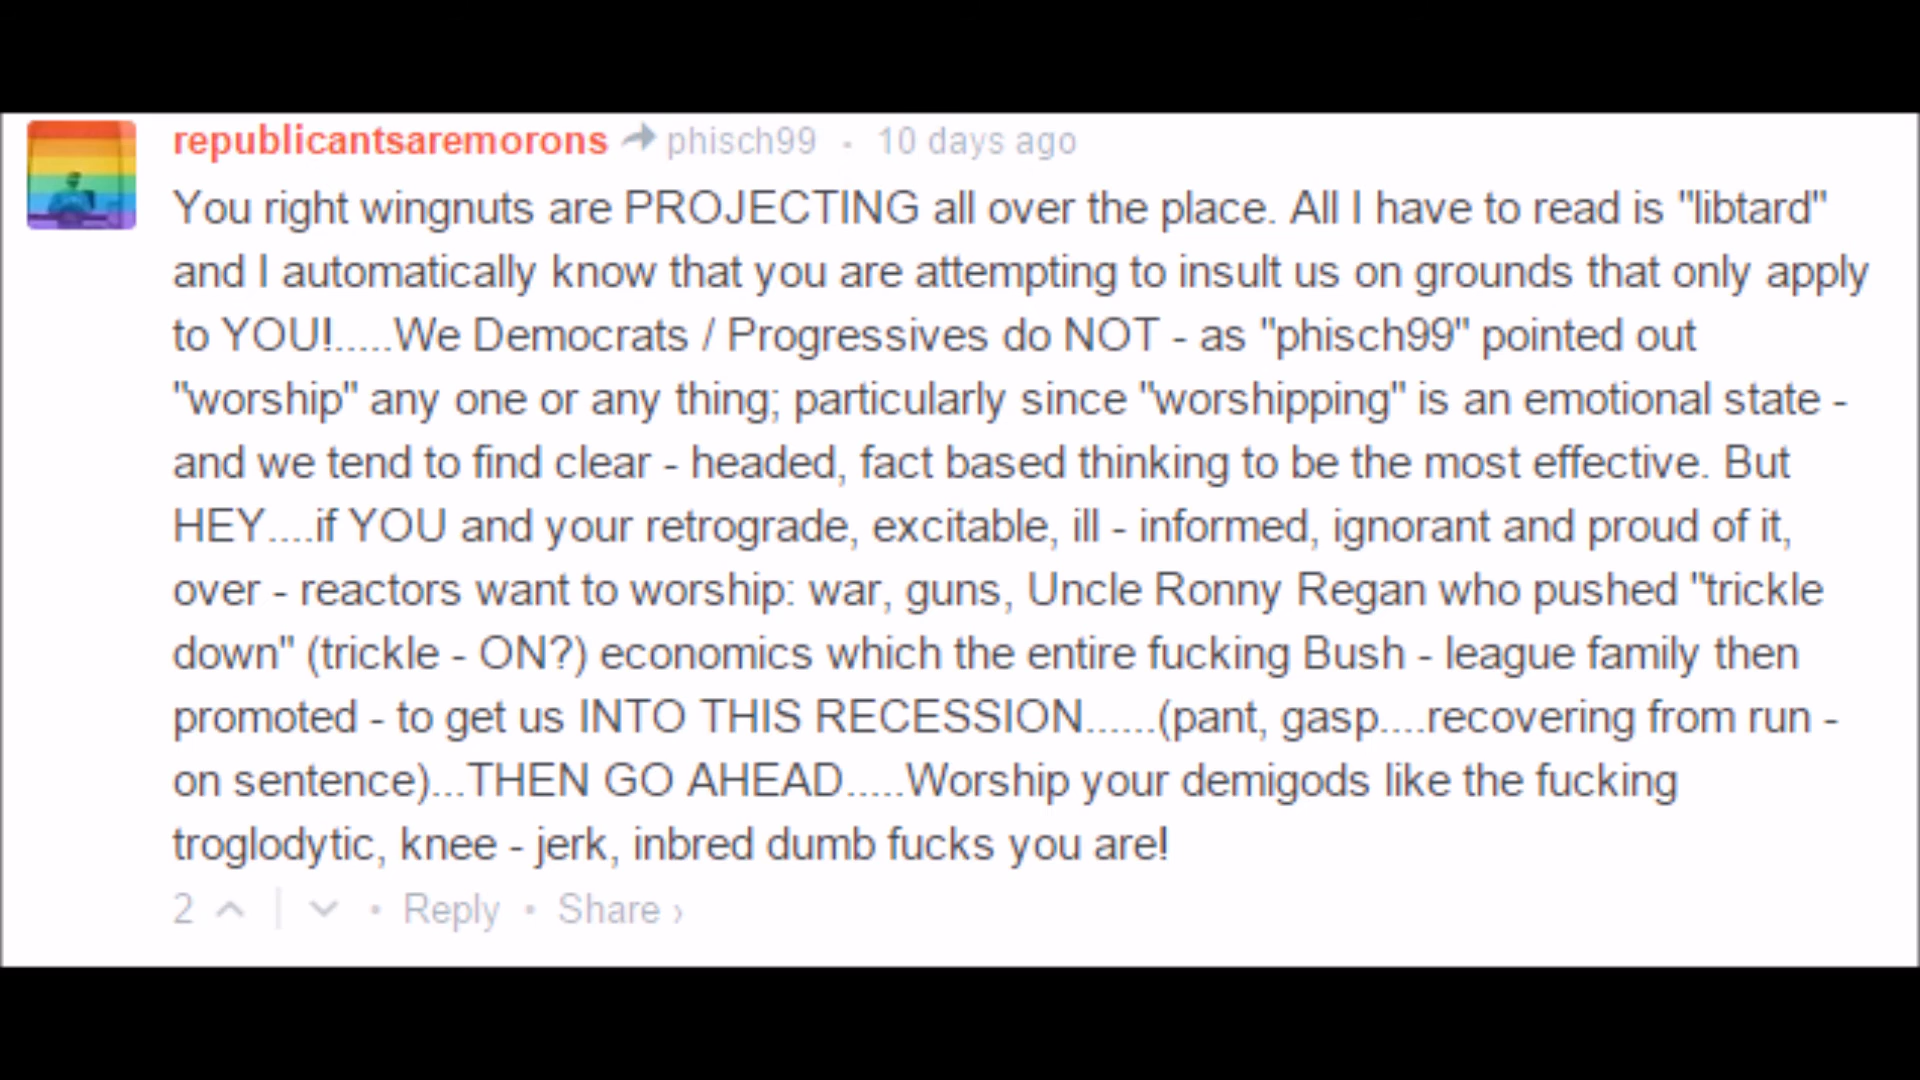 republicantsaremorons phisch99 • 10 days ago
You right wingnuts are PROJECTING all over the place. All I have to read is "libtard"
and I automatically know that you are attempting to insult us on grounds that only apply
to YOU!.....We Democrats / Progressives do NOT - as "phisch99" pointed out
"worship" any one or any thing; particularly since "worshipping" is an emotional state -
and we tend to find clear - headed, fact based thinking to be the most effective. But
HEY....if YOU and your retrograde, excitable, ill - informed, ignorant and proud of it,
over - reactors want to worship: war, guns, Uncle Ronny Regan who pushed "trickle
down" (trickle - ON?) economics which the entire fucking Bush - league family then
promoted - to get us INTO THIS RECESSION......(pant, gasp....recovering from run -
on sentence)...THEN GO AHEAD.....Worship your demigods like the fucking
troglodytic, knee - jerk, inbred dumb fucks you are!
2 • Reply • Share ›